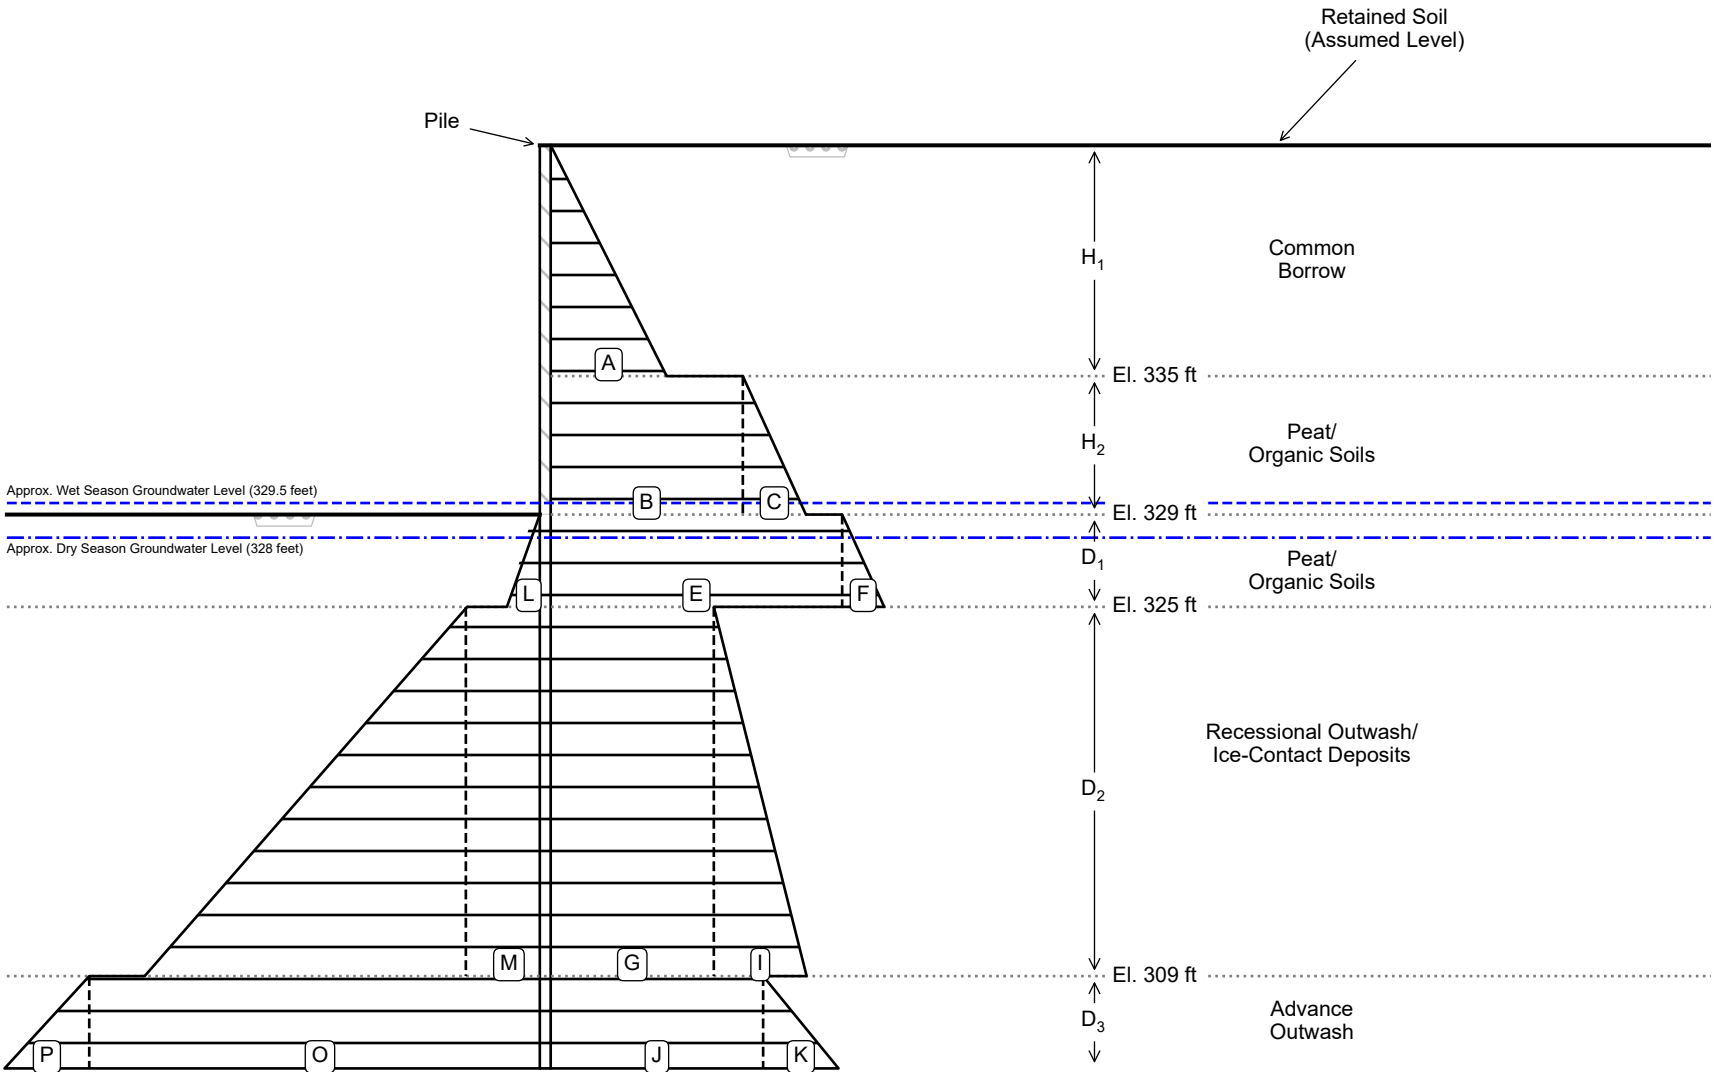 Retained Soil
(Assumed Level)
Pile
H1
Common
Borrow
A
El. 335 ft
H2
Peat/
Organic Soils
Approx. Wet Season Groundwater Level (329.5 feet)
B
C
El. 329 ft
Approx. Dry Season Groundwater Level (328 feet)
D1
Peat/
Organic Soils
L
E
F
El. 325 ft
Recessional Outwash/
Ice-Contact Deposits
D2
M
G
I
El. 309 ft
D3
Advance
Outwash
P
O
J
K